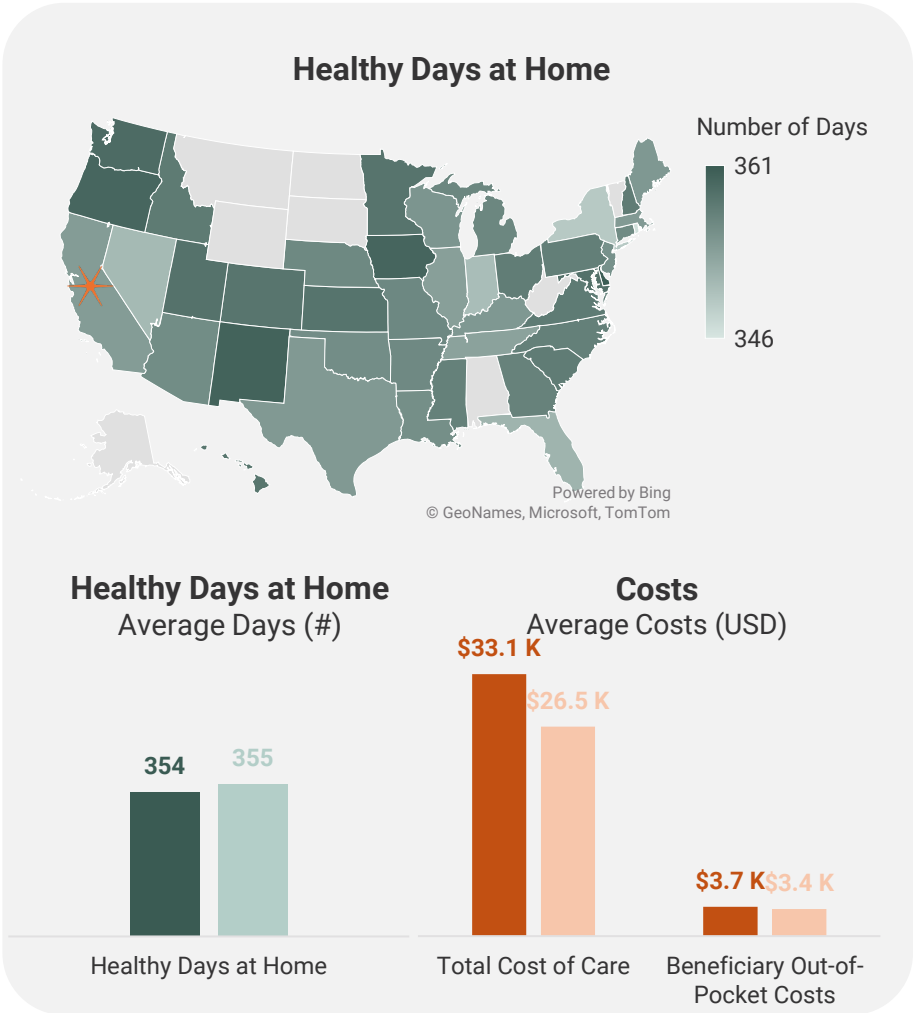 Healthy Days at Home
Number of Days
361
346
Powered by Bing
© GeoNames, Microsoft, TomTom
Healthy Days at Home
Average Days (#)
354
355
Healthy Days at Home
Costs
Average Costs (USD)
$33.1 K
$26.5 K
$3.7 K
$3.4 K
Total Cost of Care
Beneficiary Out-of-
Pocket Costs